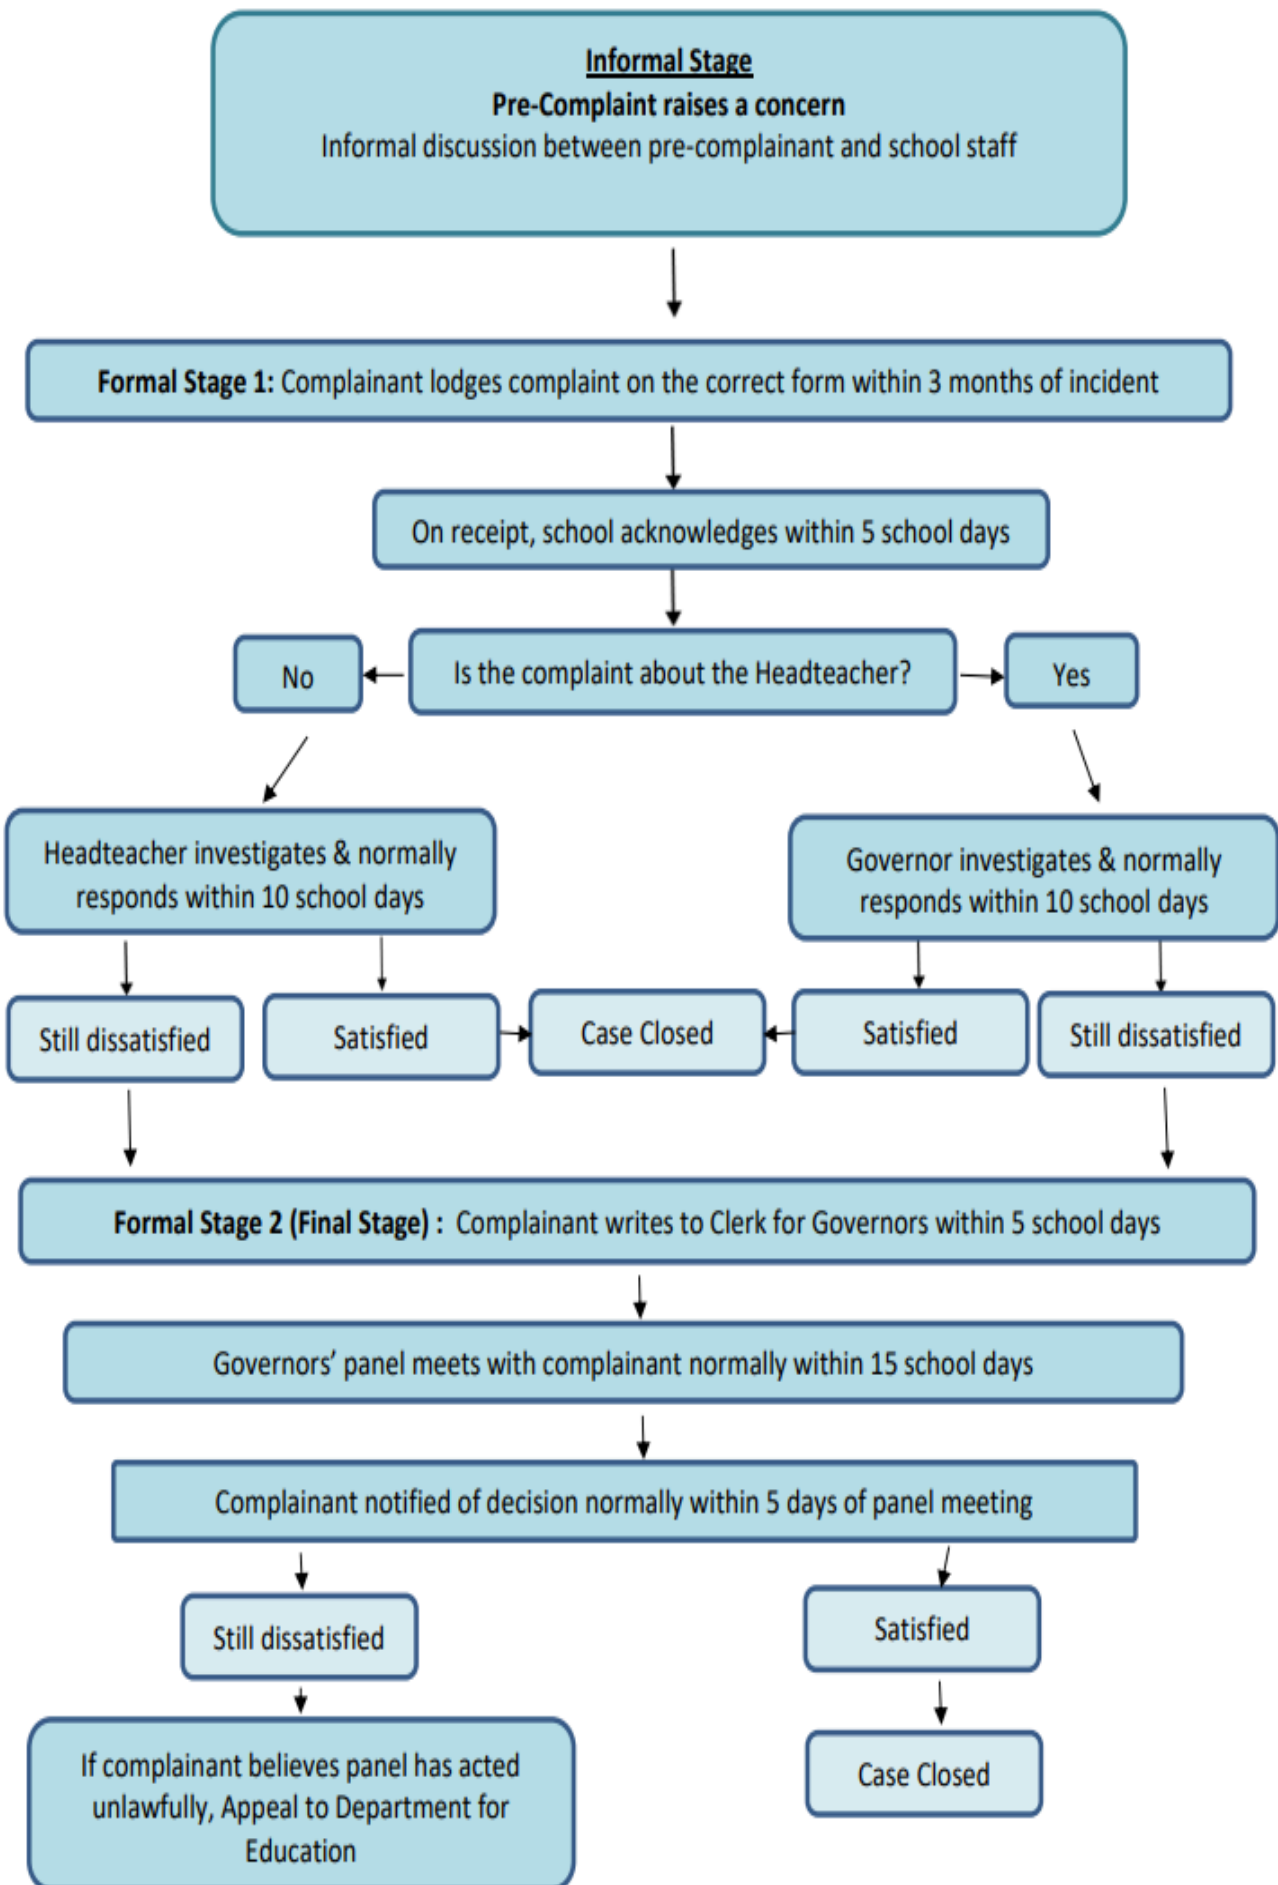 Informal Stage
Pre-Complaint raises a concern
Informal discussion between pre-complainant and school staff
Formal Stage 1: Complainant lodges complaint on the correct form within 3 months of incident
On receipt, school acknowledges within 5 school days
No
Is the complaint about the Headteacher?
Yes
Headteacher investigates & normally
responds within 10 school days
Governor investigates & normally
responds within 10 school days
Still dissatisfied
Satisfied
Case Closed
Satisfied
Still dissatisfied
Formal Stage 2 (Final Stage) : Complainant writes to Clerk for Governors within 5 school days
Governors’ panel meets with complainant normally within 15 school days
Complainant notified of decision normally within 5 days of panel meeting
Still dissatisfied
Satisfied
If complainant believes panel has acted
unlawfully, Appeal to Department for
Education
Case Closed